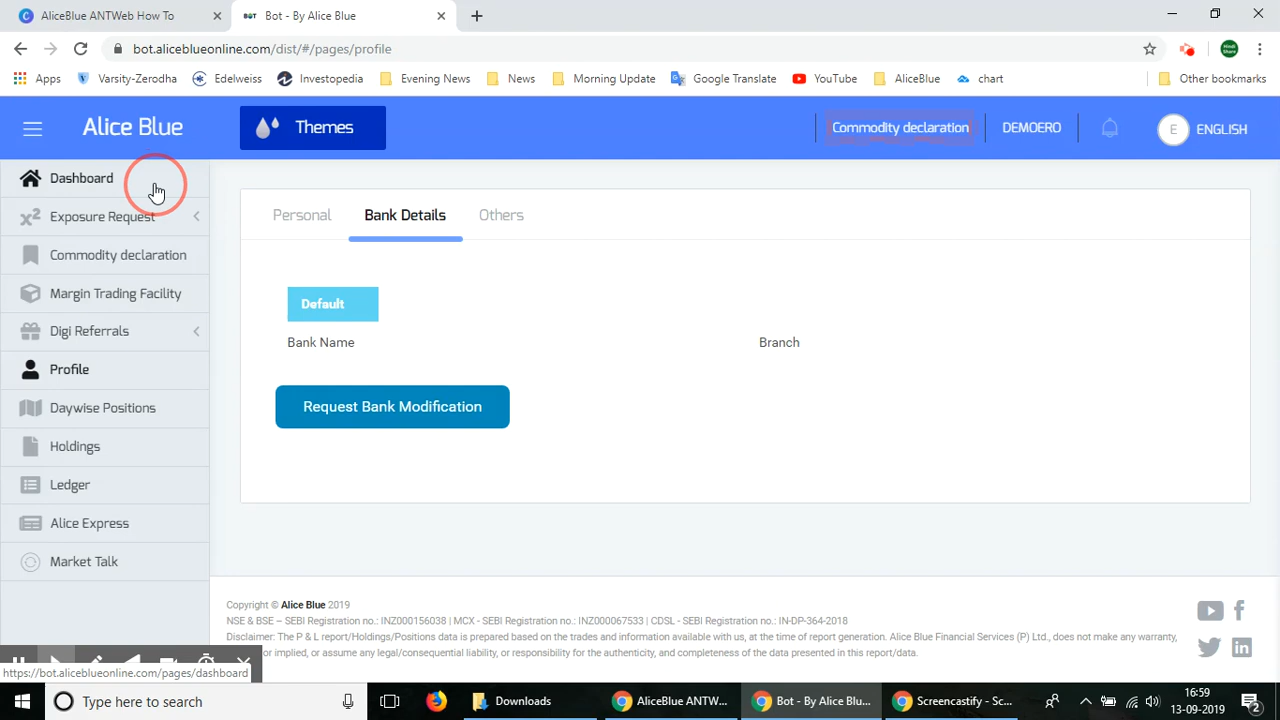 AliceBlue ANTWeb How To
BOT Bot - By Alice Blue
bot.aliceblueonline.com/dist/#/pages/profile
Apps Varsity-Zerodha Edelweiss Investopedia Evening News News Morning Update Google Translate YouTube AliceBlue chart Other bookmarks
Alice Blue Themes Commodity declaration DEMOERO E ENGLISH
Dashboard
Exposure Request
Commodity declaration
Margin Trading Facility
Digi Referrals
Profile
Daywise Positions
Holdings
Ledger
Alice Express
Market Talk
Personal Bank Details Others
Default
Bank Name Branch
Request Bank Modification
Copyright © Alice Blue 2019
NSE & BSE – SEBI Registration no.: INZ000156038 | MCX - SEBI Registration no.: INZ000067533 | CDSL - SEBI Registration no.: IN-DP-364-2018
Disclaimer: The P & L report/Holdings/Positions data is prepared based on the trades and information available with us, at the time of report generation. Alice Blue Financial Services (P) Ltd., does not make any warranty,
or implied, or assume any legal/consequential liability, or responsibility for the authenticity, and completeness of the data presented in this report/data.
https://bot.aliceblueonline.com/pages/dashboard
Type here to search Downloads AliceBlue ANTW... Bot - By Alice Blu... Screencastify - Sc...
16:59
13-09-2019
2